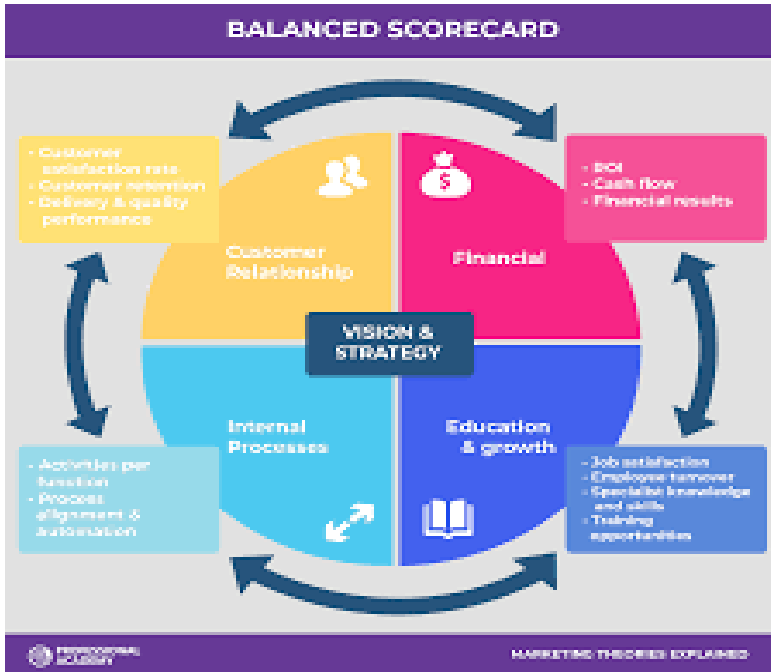 BALANCED SCORECARD
- Customer
satisfaction rate
- Customer retention
- Delivery & quality
performance
- ROI
- Cash flow
- Financial results
Customer
Relationship
Financial
$
VISION &
STRATEGY
Internal
Processes
Education
& growth
- Activities per
function
- Process
alignment &
automation
- Job satisfaction
- Employee turnover
- Specialist knowledge
and skills
- Training
opportunities
PROFESSIONAL
ACADEMY
MARKETING THEORIES EXPLAINED